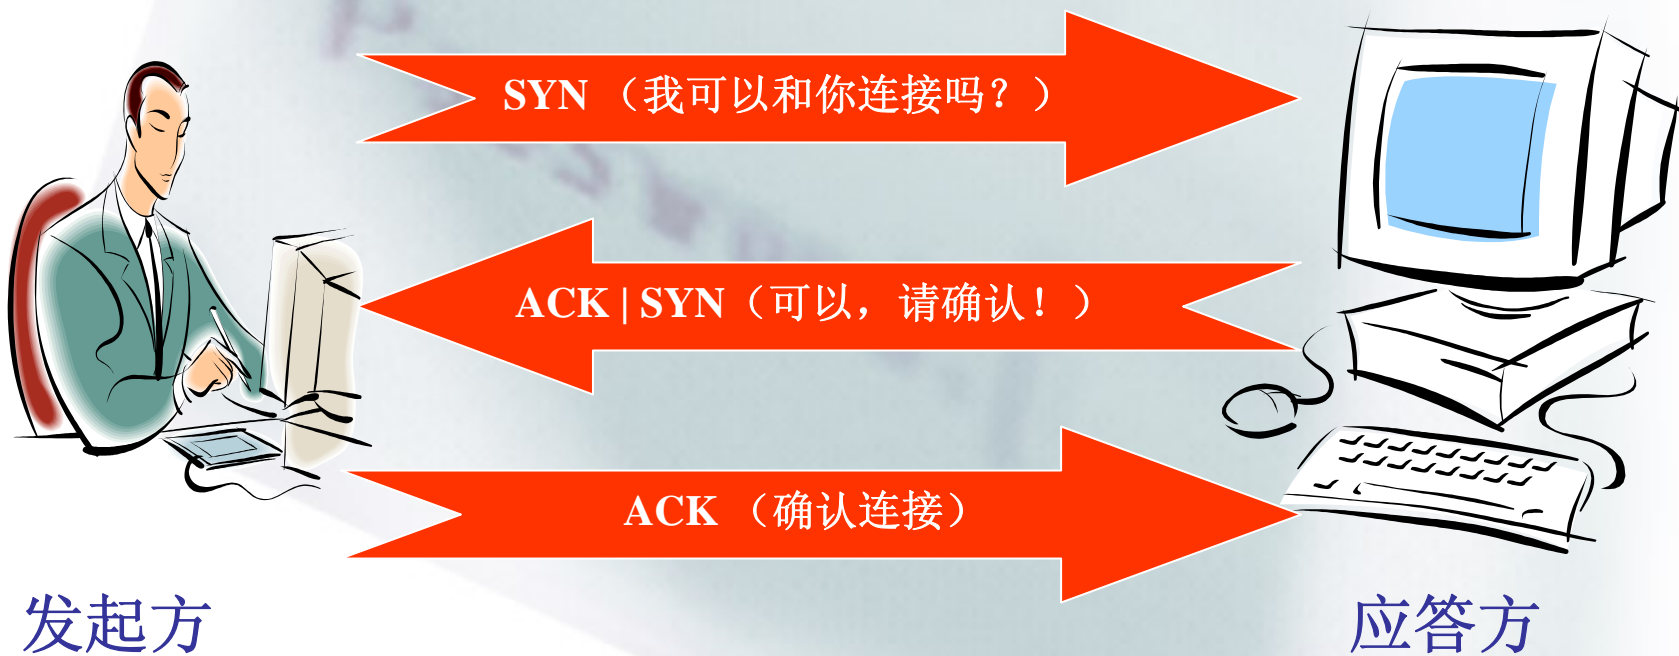 SYN （我可以和你连接吗？）
ACK | SYN（可以，请确认！）
ACK （确认连接）
发起方
应答方